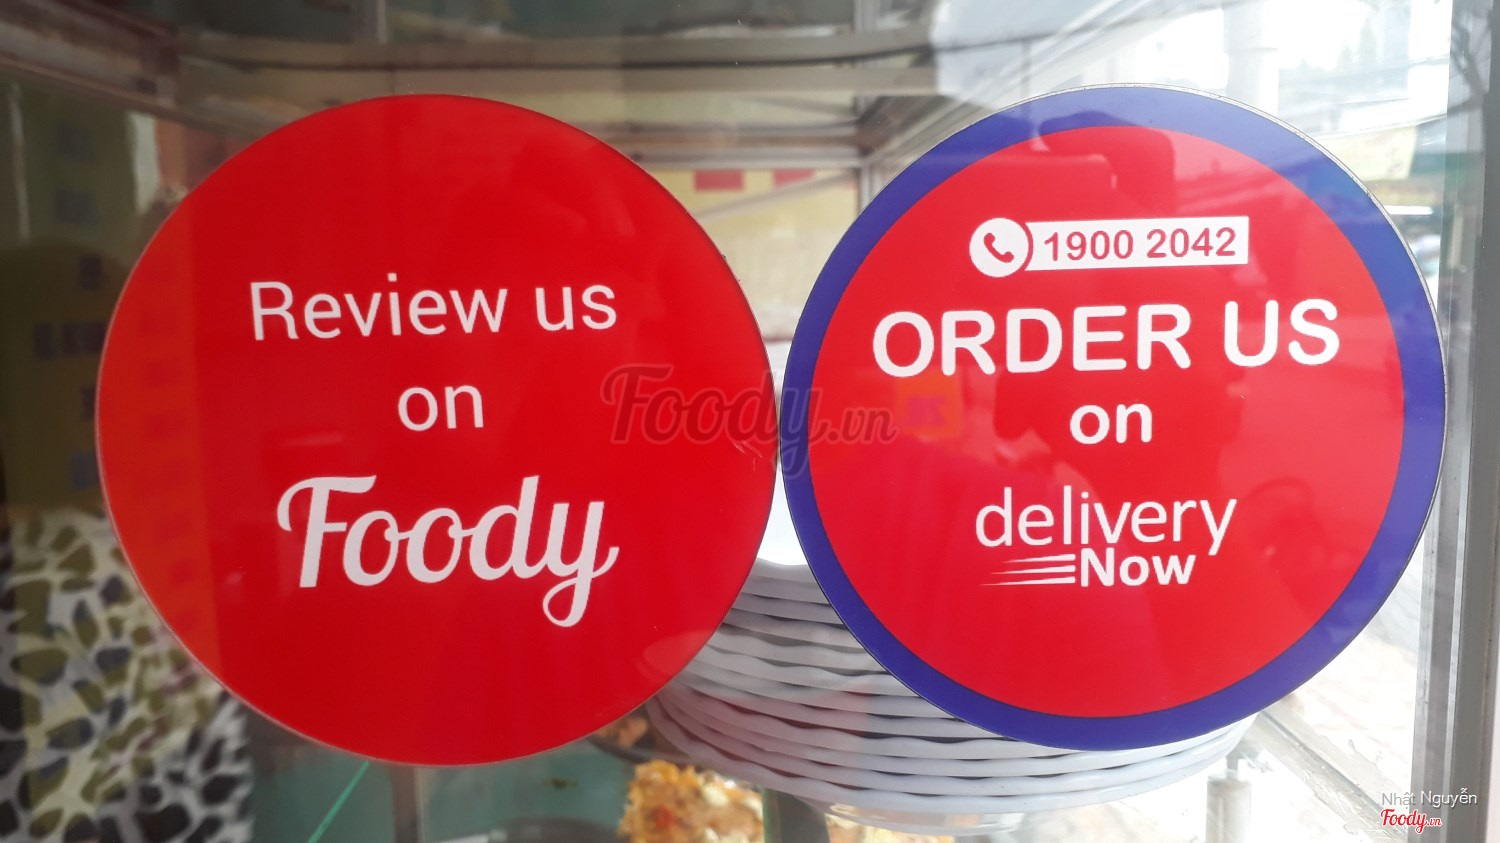 Review us
on
Foody
1900 2042
ORDER US
on
delivery
Now
Foody.vn
Nhật Nguyễn
Foody.vn